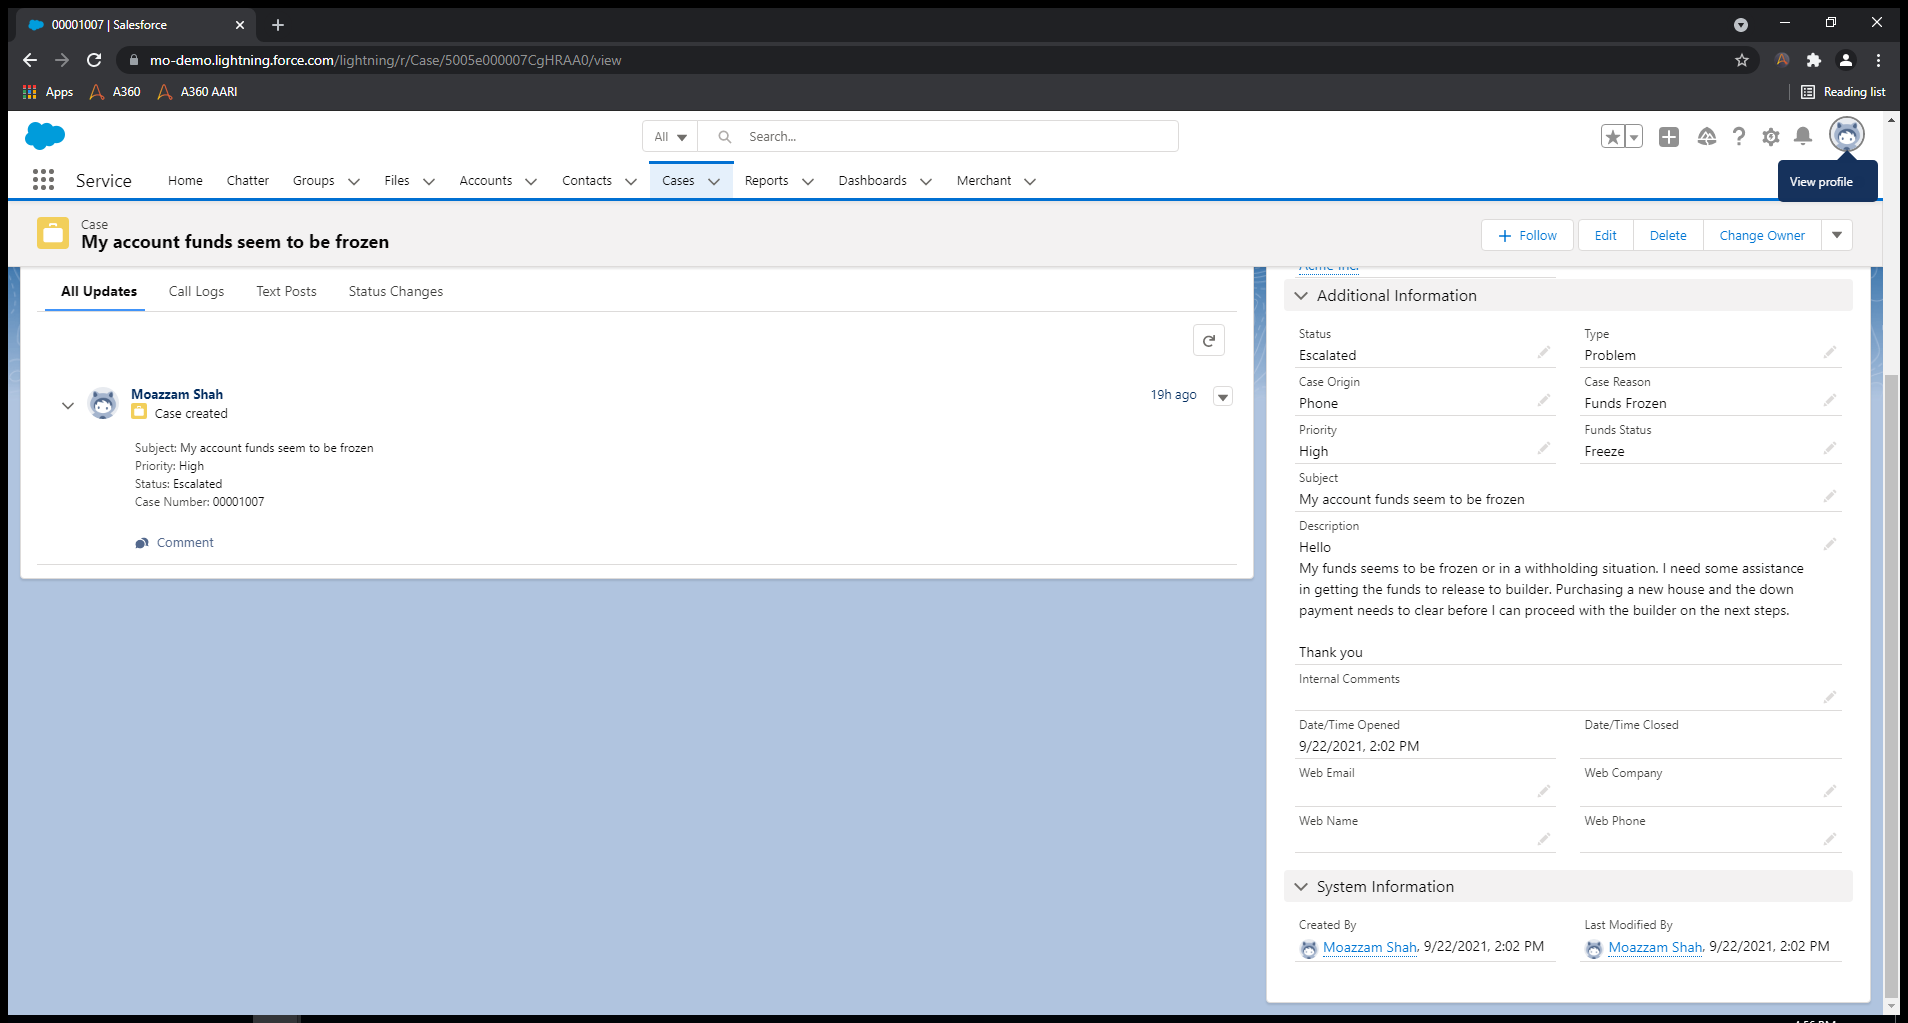 00001007 | Salesforce
mo-demo.lightning.force.com/lightning/r/Case/5005e000007CgHRAA0/view
Apps A360 A360 AARI Reading list
All Search...
Service Home Chatter Groups Files Accounts Contacts Cases Reports Dashboards Merchant
View profile
Case
My account funds seem to be frozen
Follow Edit Delete Change Owner
All Updates Call Logs Text Posts Status Changes
Moazzam Shah
Case created
19h ago
Subject: My account funds seem to be frozen
Priority: High
Status: Escalated
Case Number: 00001007
Comment
Acme Inc.
Additional Information
Status
Escalated
Type
Problem
Case Origin
Phone
Case Reason
Funds Frozen
Priority
High
Funds Status
Freeze
Subject
My account funds seem to be frozen
Description
Hello
My funds seems to be frozen or in a withholding situation. I need some assistance
in getting the funds to release to builder. Purchasing a new house and the down
payment needs to clear before I can proceed with the builder on the next steps.
Thank you
Internal Comments
Date/Time Opened
9/22/2021, 2:02 PM
Date/Time Closed
Web Email
Web Company
Web Name
Web Phone
System Information
Created By
Moazzam Shah, 9/22/2021, 2:02 PM
Last Modified By
Moazzam Shah, 9/22/2021, 2:02 PM